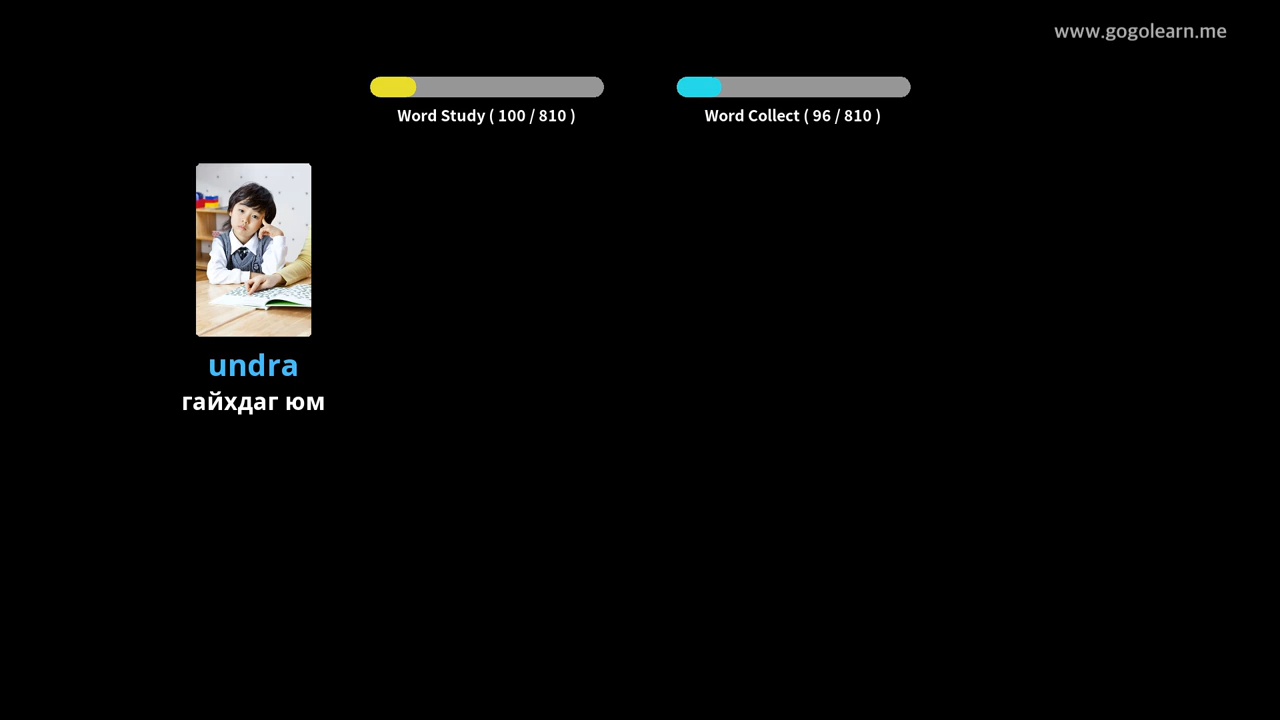 www.gogolearn.me
Word Study ( 100 / 810 )
Word Collect ( 96 / 810 )
undra
гайхдаг юм